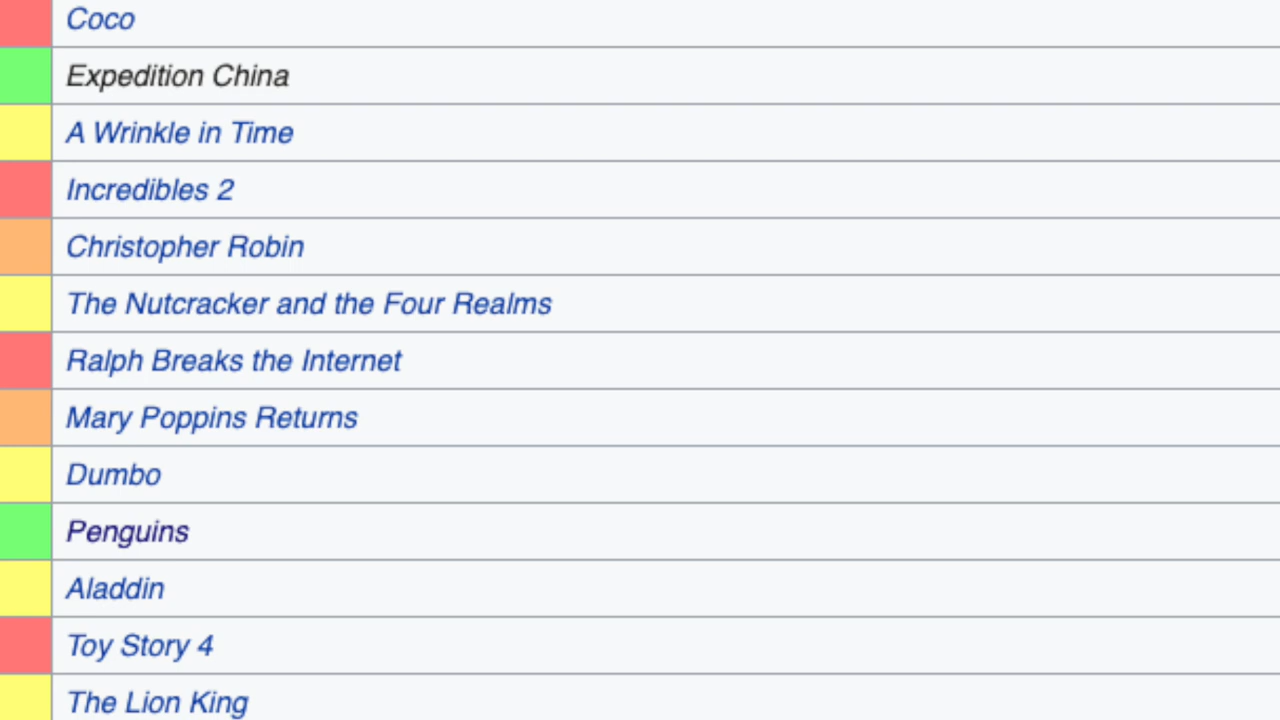 Coco
Expedition China
A Wrinkle in Time
Incredibles 2
Christopher Robin
The Nutcracker and the Four Realms
Ralph Breaks the Internet
Mary Poppins Returns
Dumbo
Penguins
Aladdin
Toy Story 4
The Lion King